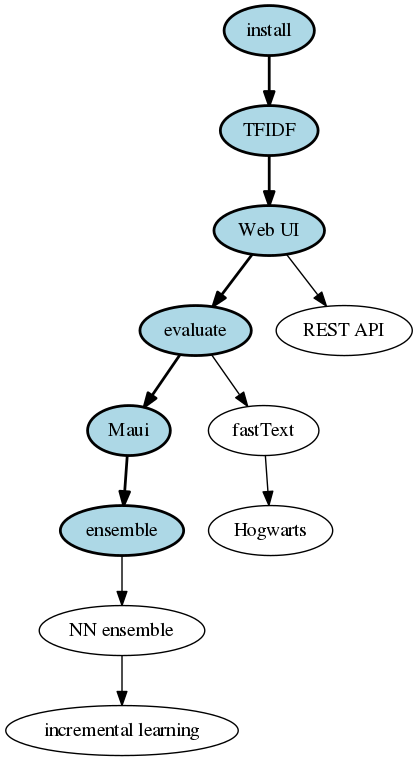 install
TFIDF
Web UI
evaluate
REST API
Maui
fastText
ensemble
Hogwarts
NN ensemble
incremental learning